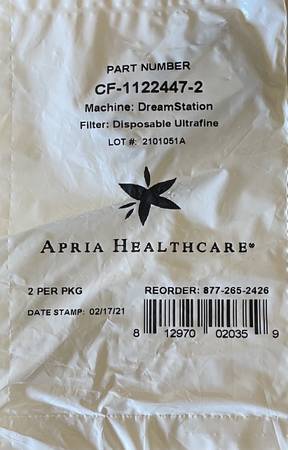 PART NUMBER
CF-1122447-2
Machine: DreamStation
Filter: Disposable Ultrafine
LOT #: 2101051A
APRIA HEALTHCARE®
2 PER PKG REORDER: 877-265-2426
DATE STAMP: 02/17/21
8 12970 02035 9